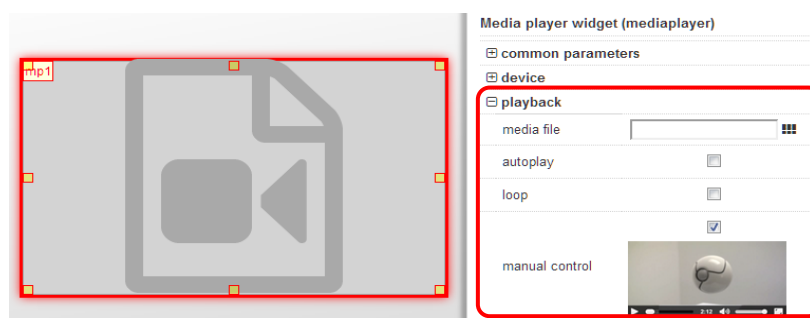 Media player widget (mediaplayer)
common parameters
mp1
device
playback
media file
autoplay
loop
manual control
2:12